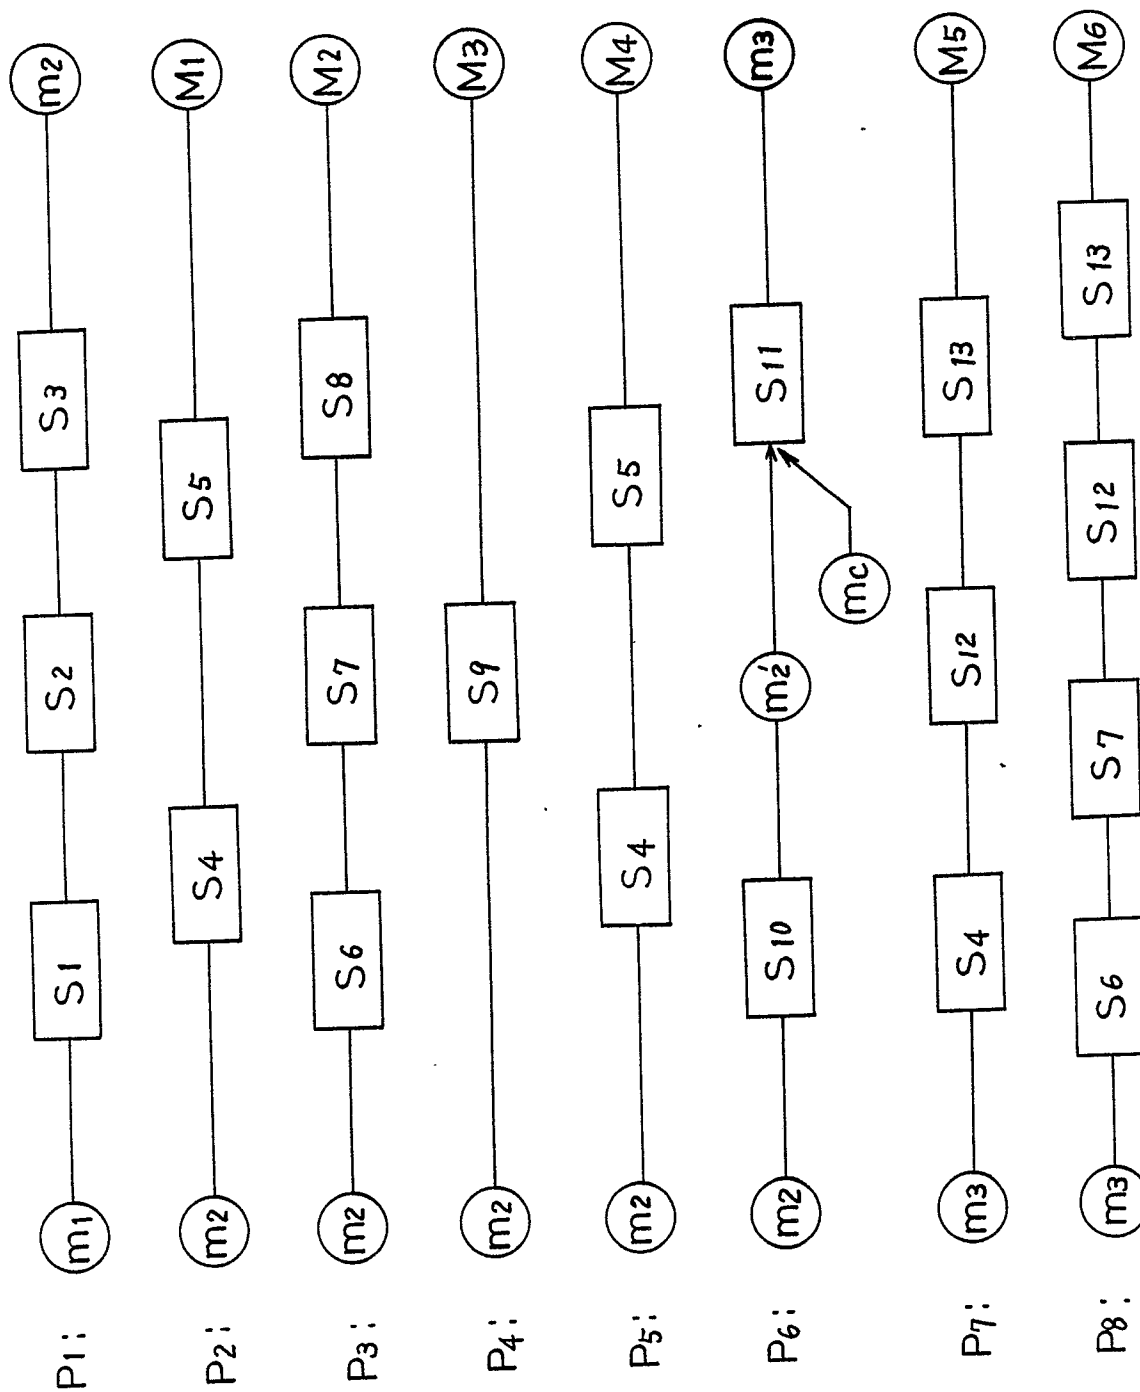 P1: m1 S1 S2 S3 m2
P2: m2 S4 S5 M1
P3: m2 S6 S7 S8 M2
P4: m2 S9 M3
P5: m2 S4 S5 M4
P6: m2 S10 m2' S11 m3
mc
P7: m3 S4 S12 S13 M5
P8: m3 S6 S7 S12 S13 M6